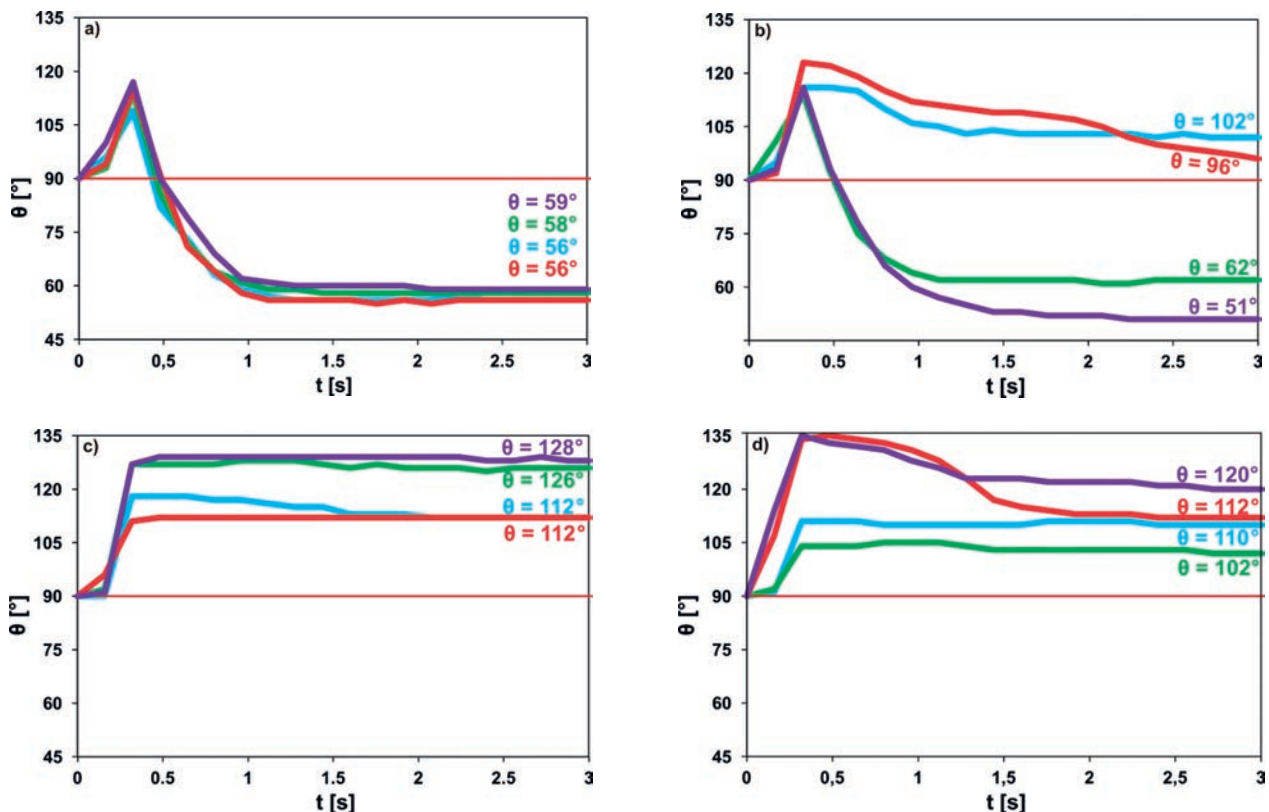 a)
135
120
105
90
75
60
45
θ [°]
θ = 59°
θ = 58°
θ = 56°
θ = 56°
0 0,5 1 1.5 2 2.5 3
t [s]
b)
135
120
105
90
75
60
θ [°]
θ = 102°
θ = 96°
θ = 62°
θ = 51°
0 0,5 1 1.5 2 2.5 3
t [s]
c)
135
120
105
90
75
60
45
θ [°]
θ = 128°
θ = 126°
θ = 112°
θ = 112°
0 0.5 1 1.5 2 2.5 3
t [s]
d)
135
120
105
90
75
60
45
θ [°]
θ = 120°
θ = 112°
θ = 110°
θ = 102°
0 0,5 1 1,5 2 2,5 3
t [s]